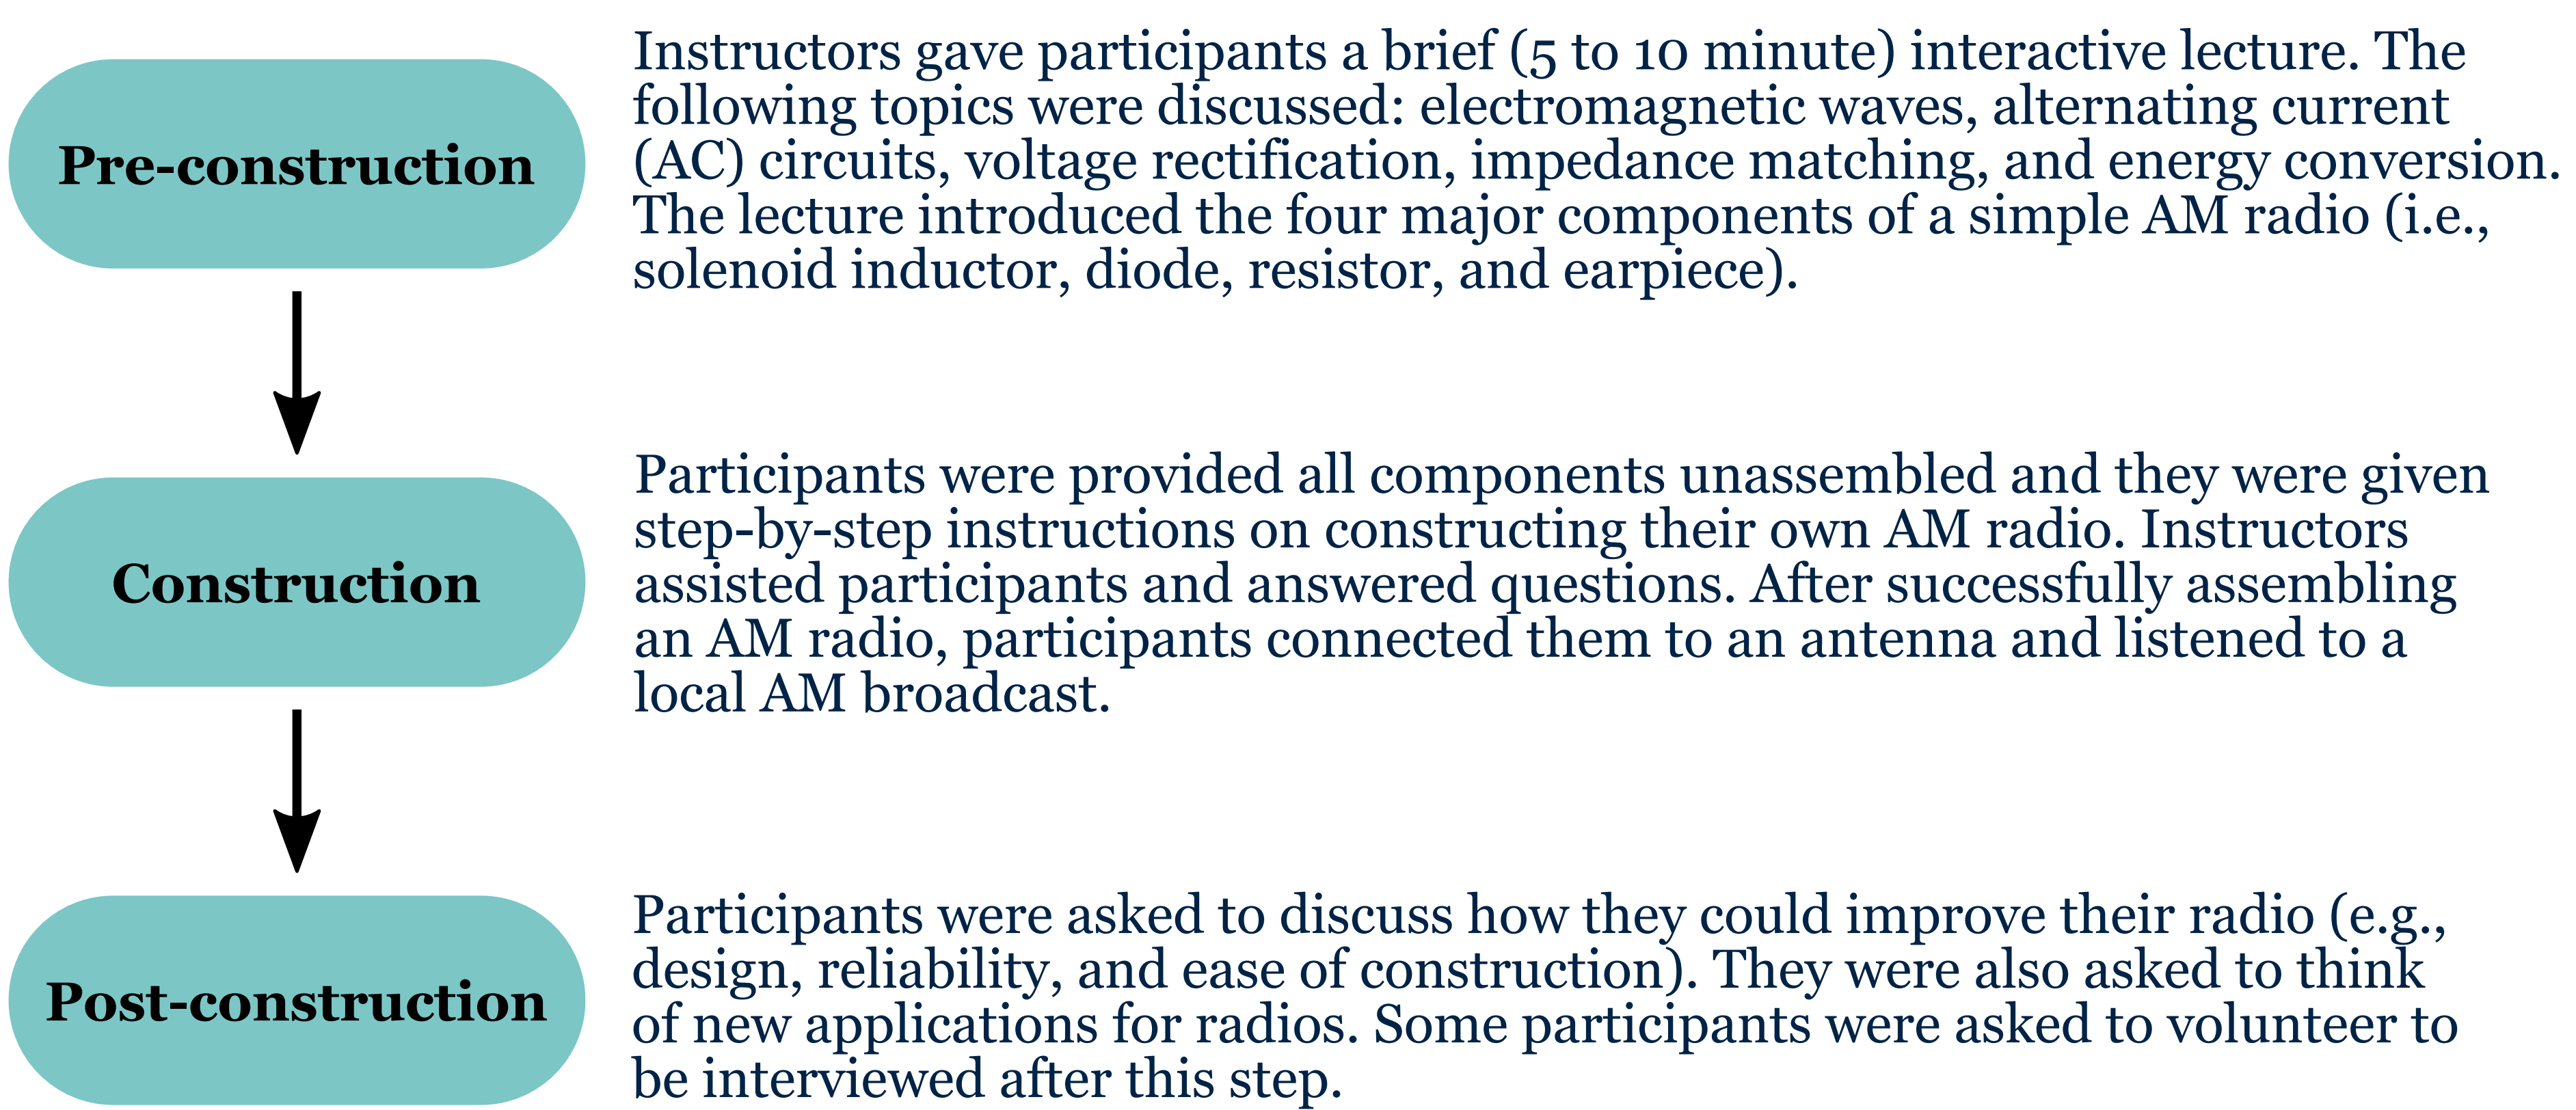 Pre-construction
Instructors gave participants a brief (5 to 10 minute) interactive lecture. The
following topics were discussed: electromagnetic waves, alternating current
(AC) circuits, voltage rectification, impedance matching, and energy conversion.
The lecture introduced the four major components of a simple AM radio (i.e.,
solenoid inductor, diode, resistor, and earpiece).
Construction
Participants were provided all components unassembled and they were given
step-by-step instructions on constructing their own AM radio. Instructors
assisted participants and answered questions. After successfully assembling
an AM radio, participants connected them to an antenna and listened to a
local AM broadcast.
Post-construction
Participants were asked to discuss how they could improve their radio (e.g.,
design, reliability, and ease of construction). They were also asked to think
of new applications for radios. Some participants were asked to volunteer to
be interviewed after this step.